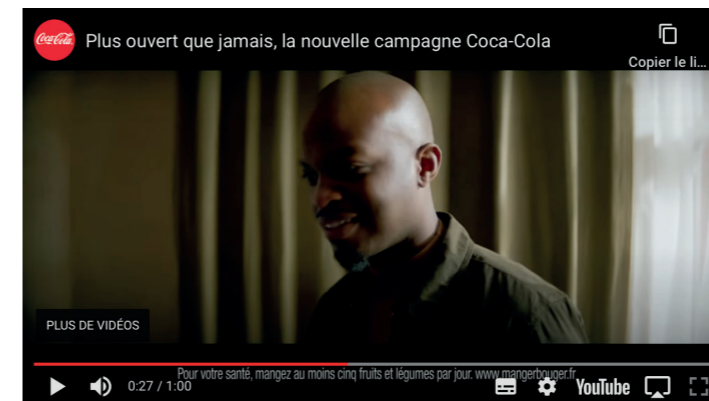 Coca-Cola
Plus ouvert que jamais, la nouvelle campagne Coca-Cola
Copier le li...
PLUS DE VIDÉOS
Pour votre santé, mangez au moins cinq fruits et légumes par jour. www.mangerbouger.fr
0:27 / 1:00
YouTube